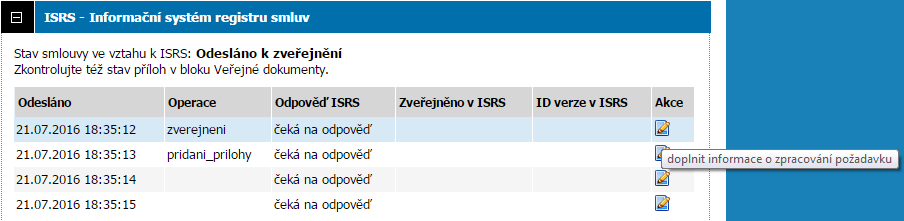 ISRS - Informační systém registru smluv
Stav smlouvy ve vztahu k ISRS: Odesláno k zveřejnění
Zkontrolujte též stav příloh v bloku Veřejné dokumenty.
Odesláno Operace Odpověď ISRS Zveřejněno v ISRS ID verze v ISRS Akce
21.07.2016 18:35:12 zverejneni čeká na odpověď
21.07.2016 18:35:13 pridani_prilohy čeká na odpověď
doplnit informace o zpracování požadavku
21.07.2016 18:35:14 čeká na odpověď
21.07.2016 18:35:15 čeká na odpověď